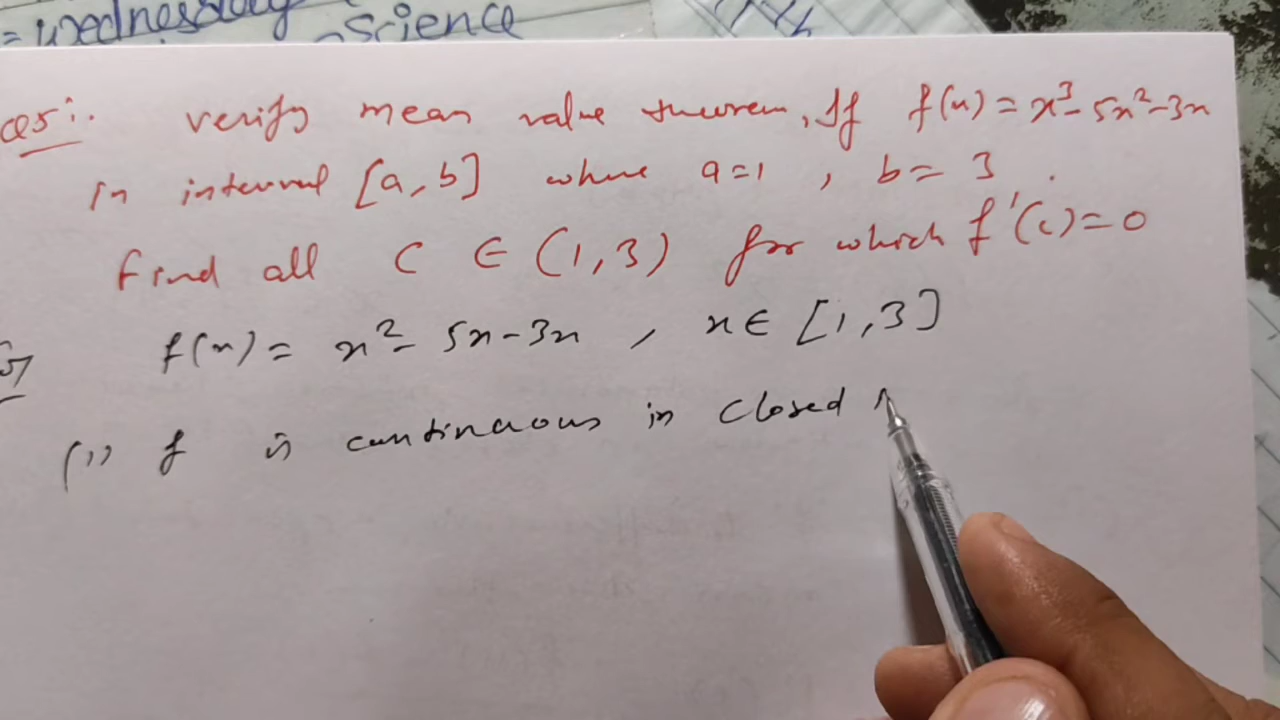 = wednesday - science
Q5:. verify mean value theorem, If f(x) = x³- 5x²-3x
in interval [a, b] where a=1 , b= 3 .
Find all C ∈ (1,3) for which f'(c)=0
f(x) = x²- 5x-3x , x ∈ [1,3]
(1) f is continuous in closed